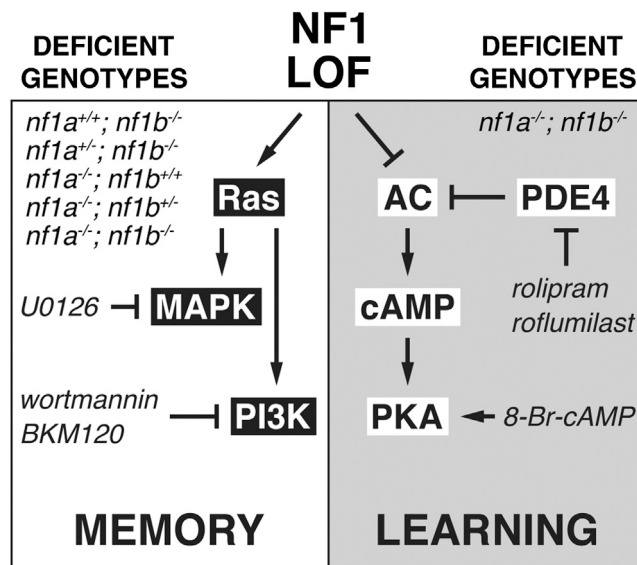 NF1
LOF
DEFICIENT
GENOTYPES
DEFICIENT
GENOTYPES
nf1a+/+; nf1b-/-
nf1a+/-; nf1b-/-
nf1a-/-; nf1b+/+
nf1a-/-; nf1b+/-
nf1a-/-; nf1b-/-
nf1a-/-; nf1b-/-
Ras
AC
PDE4
U0126
MAPK
cAMP
rolipram
roflumilast
wortmannin
BKM120
PI3K
PKA
8-Br-cAMP
MEMORY
LEARNING